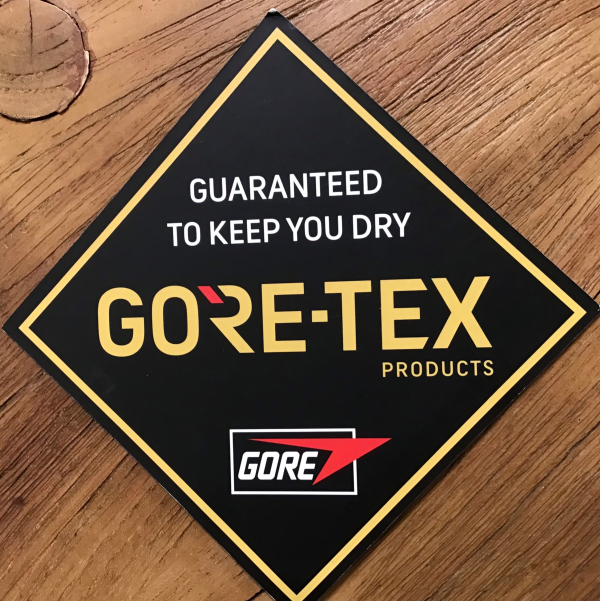 GUARANTEED
TO KEEP YOU DRY
GORE-TEX
PRODUCTS
GORE